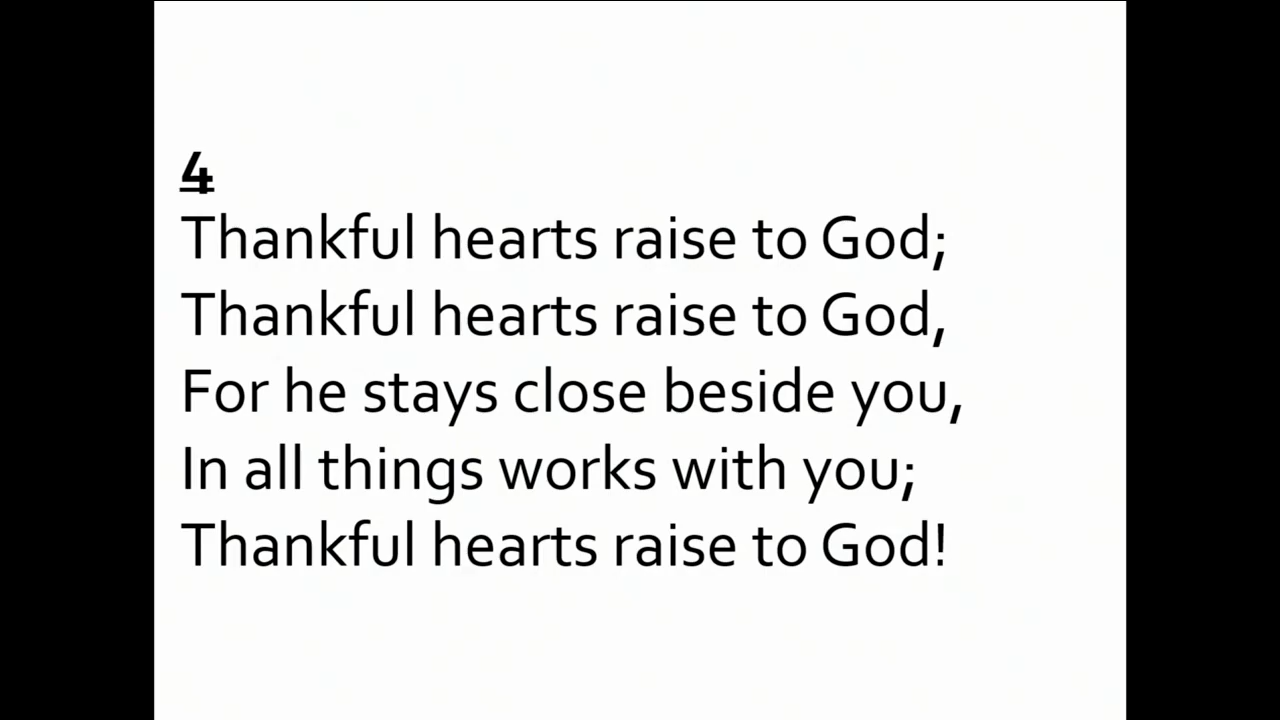 4
Thankful hearts raise to God;
Thankful hearts raise to God,
For he stays close beside you,
In all things works with you;
Thankful hearts raise to God!